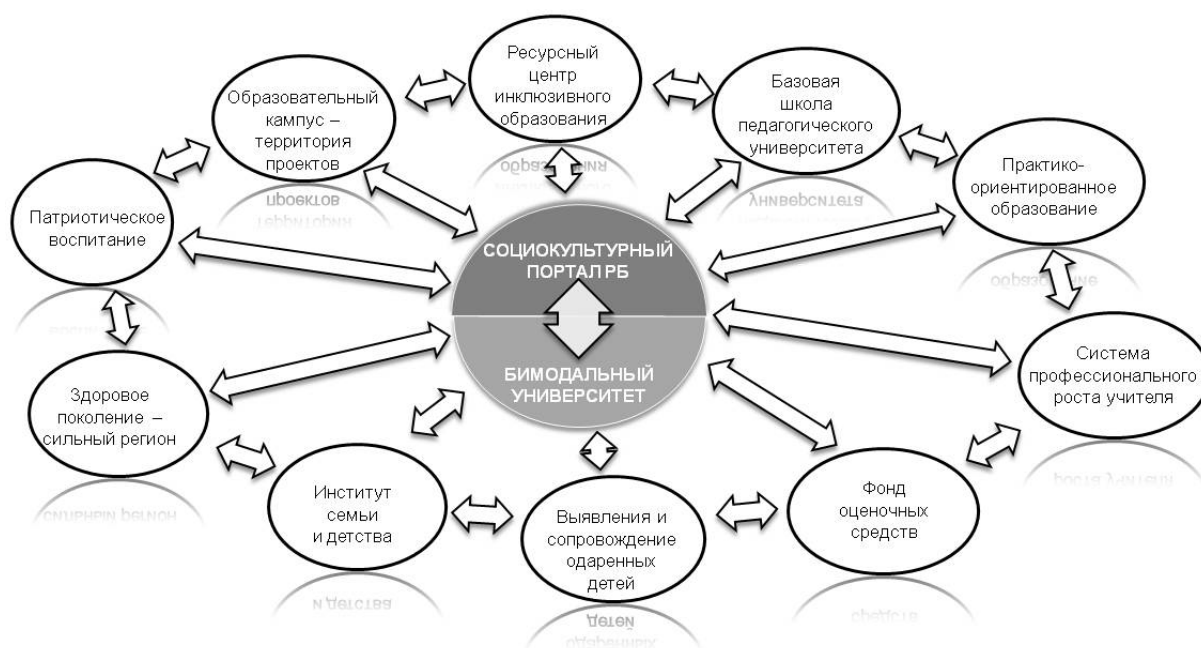 Ресурсный
центр
инклюзивного
образования
Образовательный
кампус –
территория
проектов
Базовая
школа
педагогического
университета
Практико-
ориентированное
образование
Патриотическое
воспитание
СОЦИОКУЛЬТУРНЫЙ
ПОРТАЛ РБ
БИМОДАЛЬНЫЙ
УНИВЕРСИТЕТ
Система
профессионального
роста учителя
Здоровое
поколение –
сильный регион
Институт
семьи
и детства
Выявления и
сопровождение
одаренных
детей
Фонд
оценочных
средств